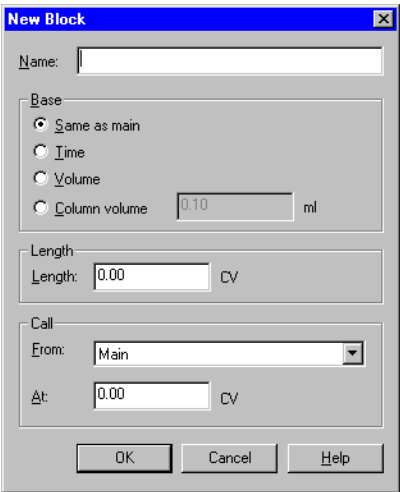 New Block
Name:
Base
Same as main
Time
Volume
Column volume 0.10 ml
Length
Length: 0.00 CV
Call
From: Main
At: 0.00 CV
OK Cancel Help